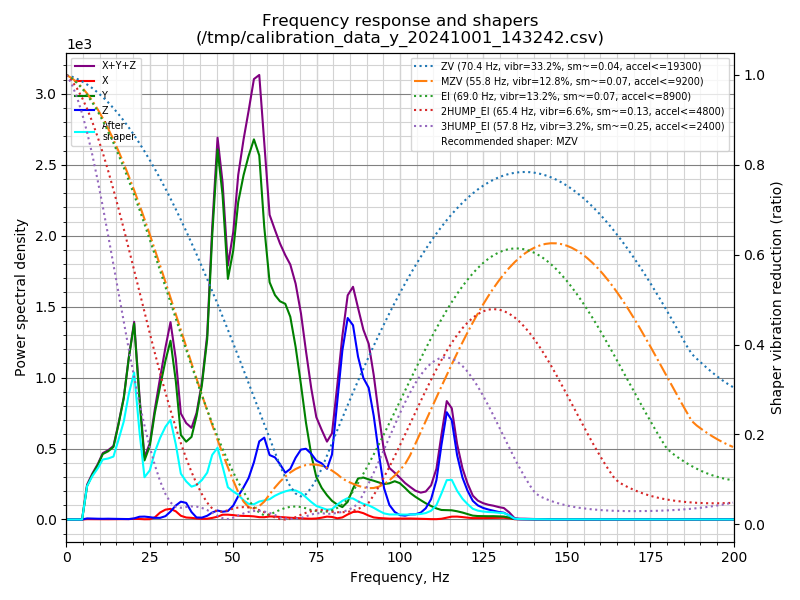 Frequency response and shapers
(/tmp/calibration_data_y_20241001_143242.csv)
1e3
X+Y+Z
X
Y
Z
After
shaper
ZV (70.4 Hz, vibr=33.2%, sm~=0.04, accel<=19300)
MZV (55.8 Hz, vibr=12.8%, sm~=0.07, accel<=9200)
EI (69.0 Hz, vibr=13.2%, sm~=0.07, accel<=8900)
2HUMP_EI (65.4 Hz, vibr=6.6%, sm~=0.13, accel<=4800)
3HUMP_EI (57.8 Hz, vibr=3.2%, sm~=0.25, accel<=2400)
Recommended shaper: MZV
Power spectral density
3.0
2.5
2.0
1.5
1.0
0.5
0.0
1.0
0.8
0.6
0.4
0.2
0.0
Shaper vibration reduction (ratio)
0 25 50 75 100 125 150 175 200
Frequency, Hz